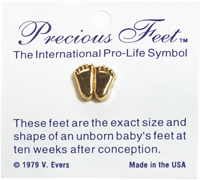 Precious Feet™
The International Pro-Life Symbol
These feet are the exact size and
shape of an unborn baby's feet at
ten weeks after conception.
© 1979 V. Evers Made in the USA